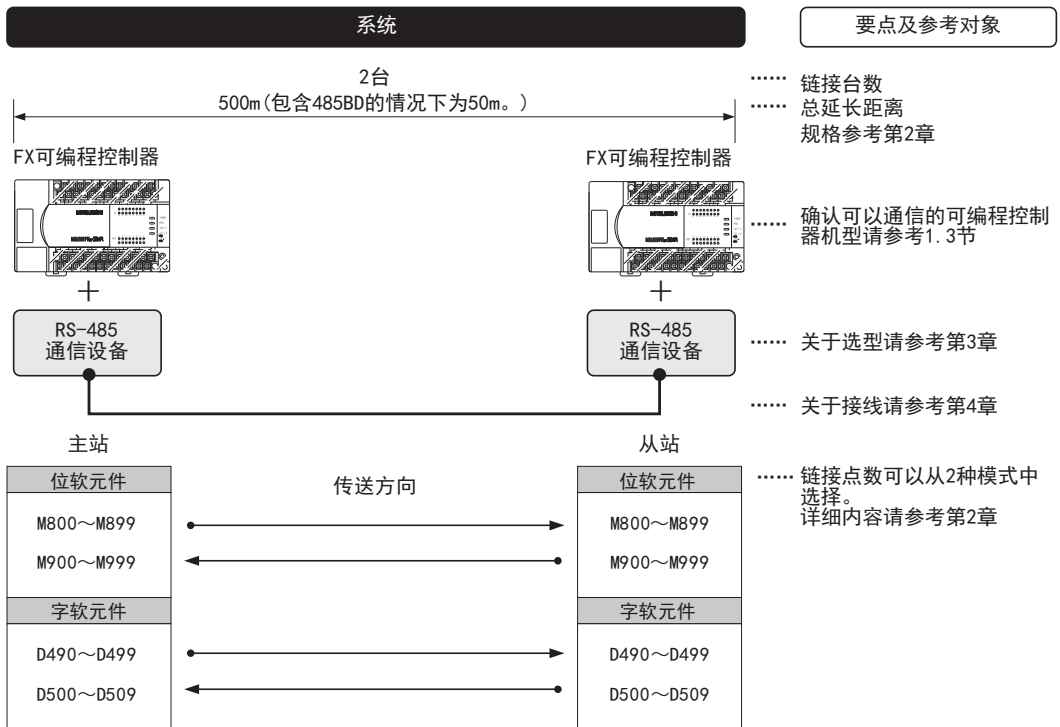 系统
要点及参考对象
2台
500m(包含485BD的情况下为50m。)
…… 链接台数
…… 总延长距离
规格参考第2章
FX可编程控制器
FX可编程控制器
…… 确认可以通信的可编程控制
器机型请参考1.3节
+
+
RS-485
通信设备
RS-485
通信设备
…… 关于选型请参考第3章
…… 关于接线请参考第4章
主站
从站
位软元件
传送方向
位软元件
…… 链接点数可以从2种模式中
选择。
详细内容请参考第2章
M800～M899
M800～M899
M900～M999
M900～M999
字软元件
字软元件
D490～D499
D490～D499
D500～D509
D500～D509